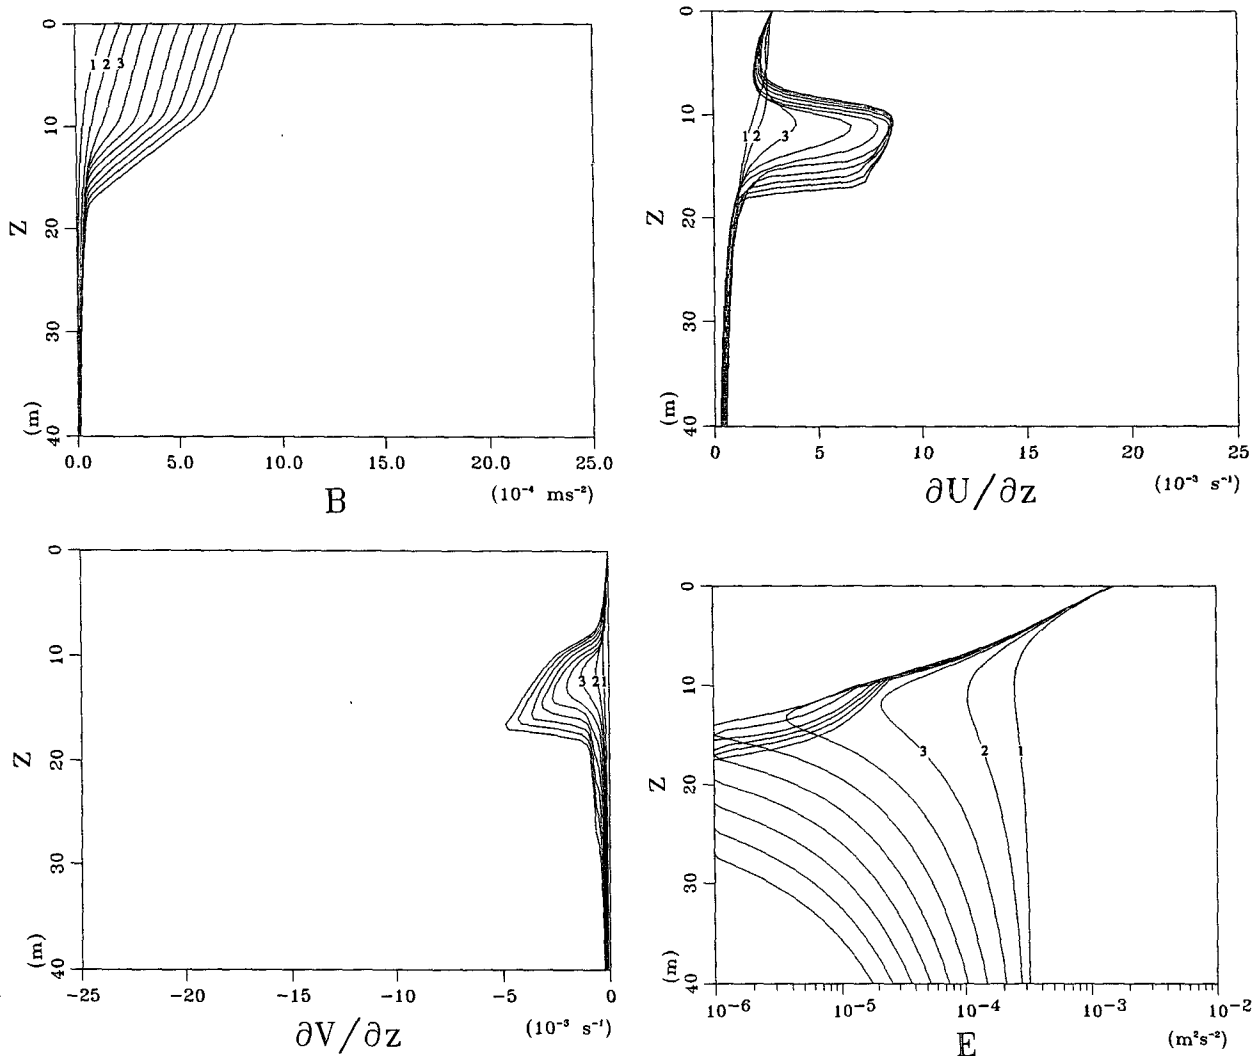 0
10
20
30
40
Z
(m)
1 2 3
0.0 5.0 10.0 15.0 20.0 25.0
B (10⁻⁴ ms⁻²)
0
10
20
30
40
Z
(m)
1 2 3
0 5 10 15 20 25
∂U/∂z (10⁻³ s⁻¹)
0
10
20
30
40
Z
(m)
3 2 1
−25 −20 −15 −10 −5 0
∂V/∂z (10⁻³ s⁻¹)
0
10
20
30
40
Z
(m)
3 2 1
10⁻⁶ 10⁻⁵ 10⁻⁴ 10⁻³ 10⁻²
E (m²s⁻²)